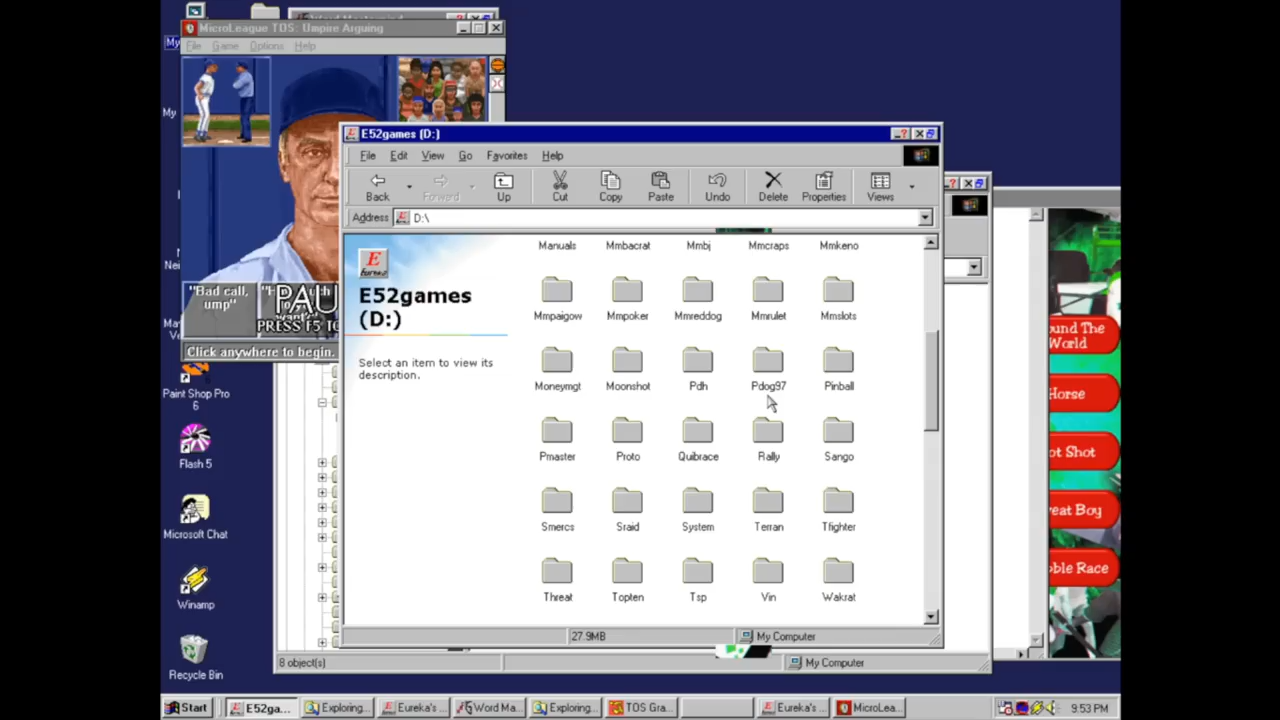 Word Mastermind
MicroLeague TOS: Umpire Arguing
File Game Options Help
My
My
"Bad call, ump"
PRESS F5 TO
Click anywhere to begin.
E52games (D:)
File Edit View Go Favorites Help
Back Forward Up Cut Copy Paste Undo Delete Properties Views
Address D:\
E
Eureka
E52games
(D:)
Select an item to view its
description.
Manuals Mmbacrat Mmbj Mmcraps Mmkeno
Mmpaigow Mmpoker Mmreddog Mmrulet Mmslots
Moneymgt Moonshot Pdh Pdog97 Pinball
Pmaster Proto Quibrace Rally Sango
Smercs Sraid System Terran Tfighter
Threat Topten Tsp Vin Wakrat
27.9MB My Computer
8 object(s) My Computer
Paint Shop Pro
6
Flash 5
Microsoft Chat
Winamp
Recycle Bin
ound The
World
Horse
ot Shot
eat Boy
ble Race
Start E52ga... Exploring... Eureka's ... Word Ma... Exploring... TOS Gra... Eureka's ... MicroLea... 9:53 PM